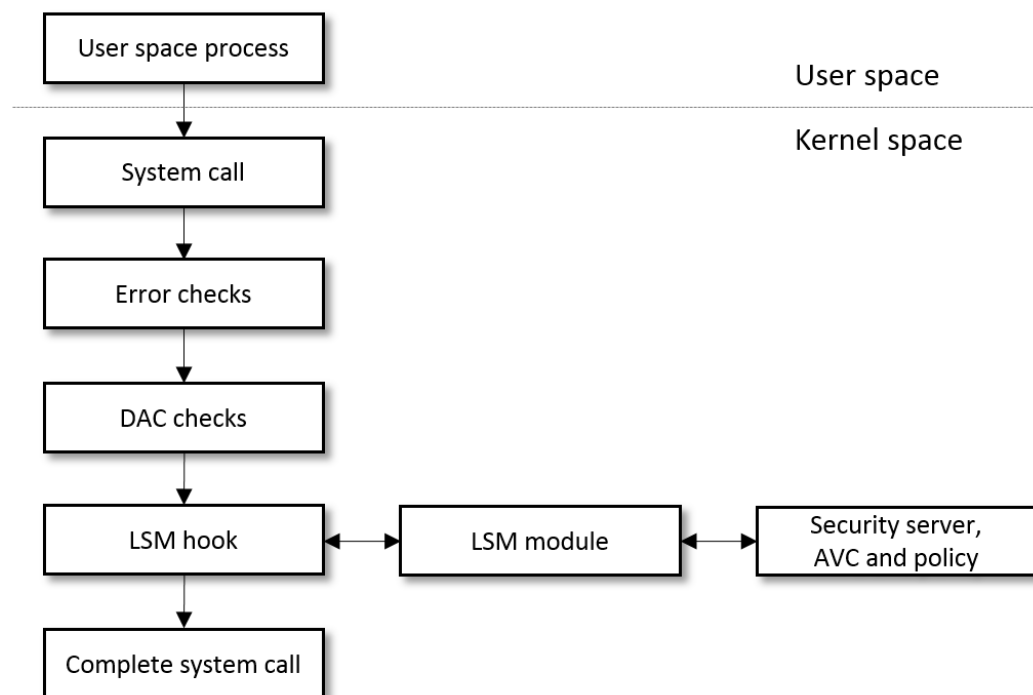 User space process
User space
Kernel space
System call
Error checks
DAC checks
LSM hook
LSM module
Security server,
AVC and policy
Complete system call